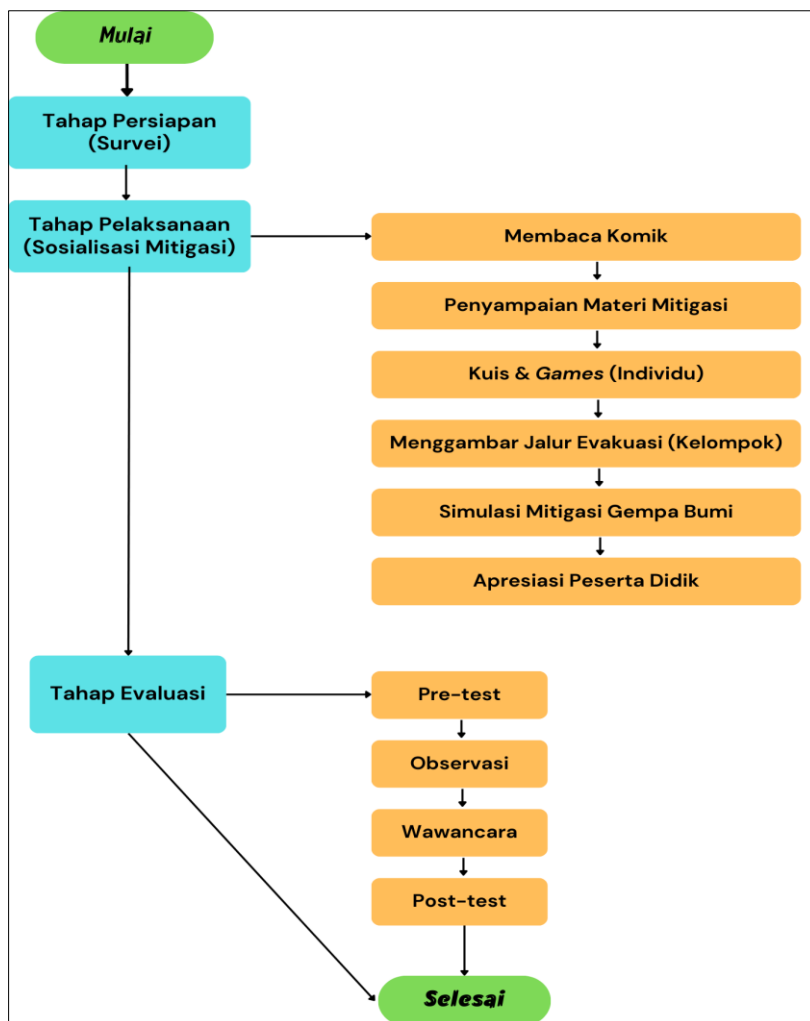 Mulai
Tahap Persiapan
(Survei)
Tahap Pelaksanaan
(Sosialisasi Mitigasi)
Membaca Komik
Penyampaian Materi Mitigasi
Kuis & Games (Individu)
Menggambar Jalur Evakuasi (Kelompok)
Simulasi Mitigasi Gempa Bumi
Apresiasi Peserta Didik
Tahap Evaluasi
Pre-test
Observasi
Wawancara
Post-test
Selesai